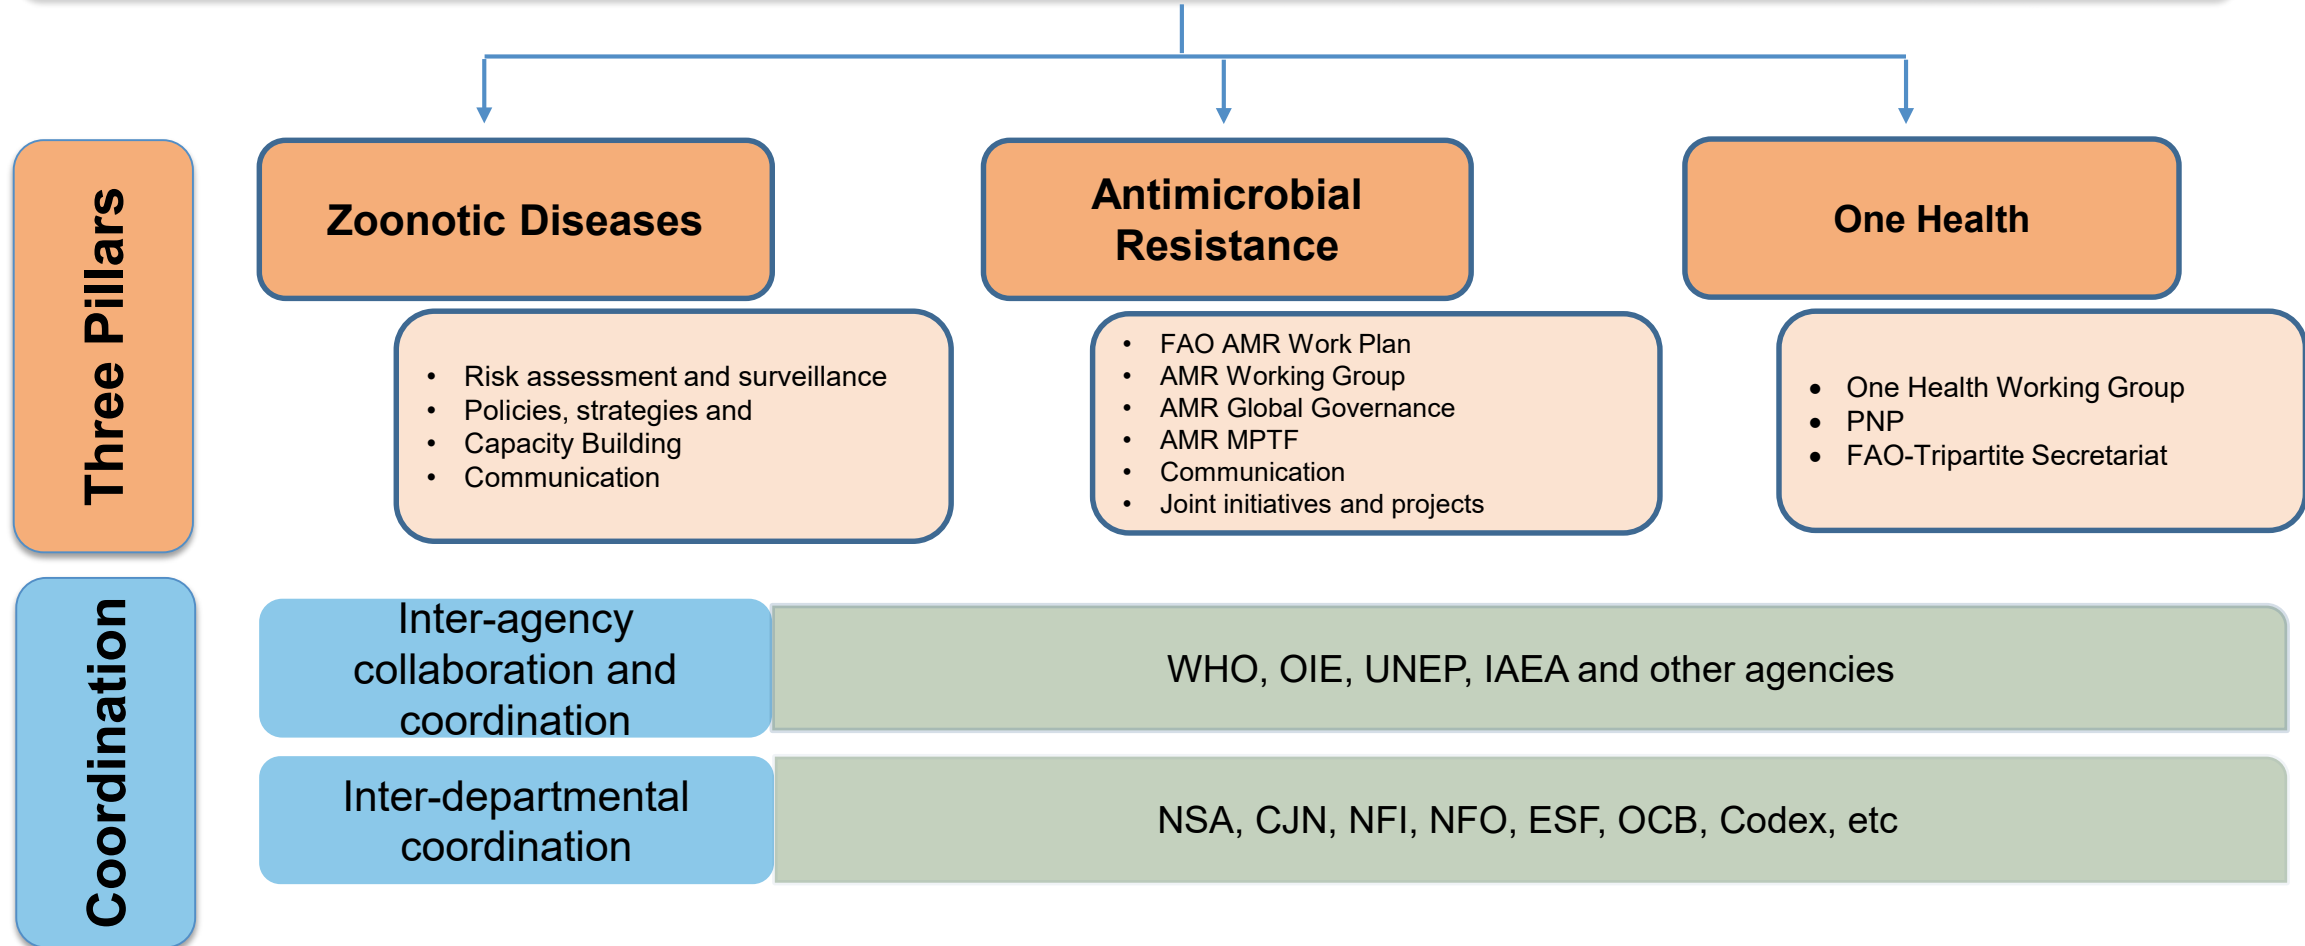 Three Pillars
Zoonotic Diseases
• Risk assessment and surveillance
• Policies, strategies and
• Capacity Building
• Communication
Antimicrobial
Resistance
• FAO AMR Work Plan
• AMR Working Group
• AMR Global Governance
• AMR MPTF
• Communication
• Joint initiatives and projects
One Health
• One Health Working Group
• PNP
• FAO-Tripartite Secretariat
Coordination
Inter-agency
collaboration and
coordination
WHO, OIE, UNEP, IAEA and other agencies
Inter-departmental
coordination
NSA, CJN, NFI, NFO, ESF, OCB, Codex, etc